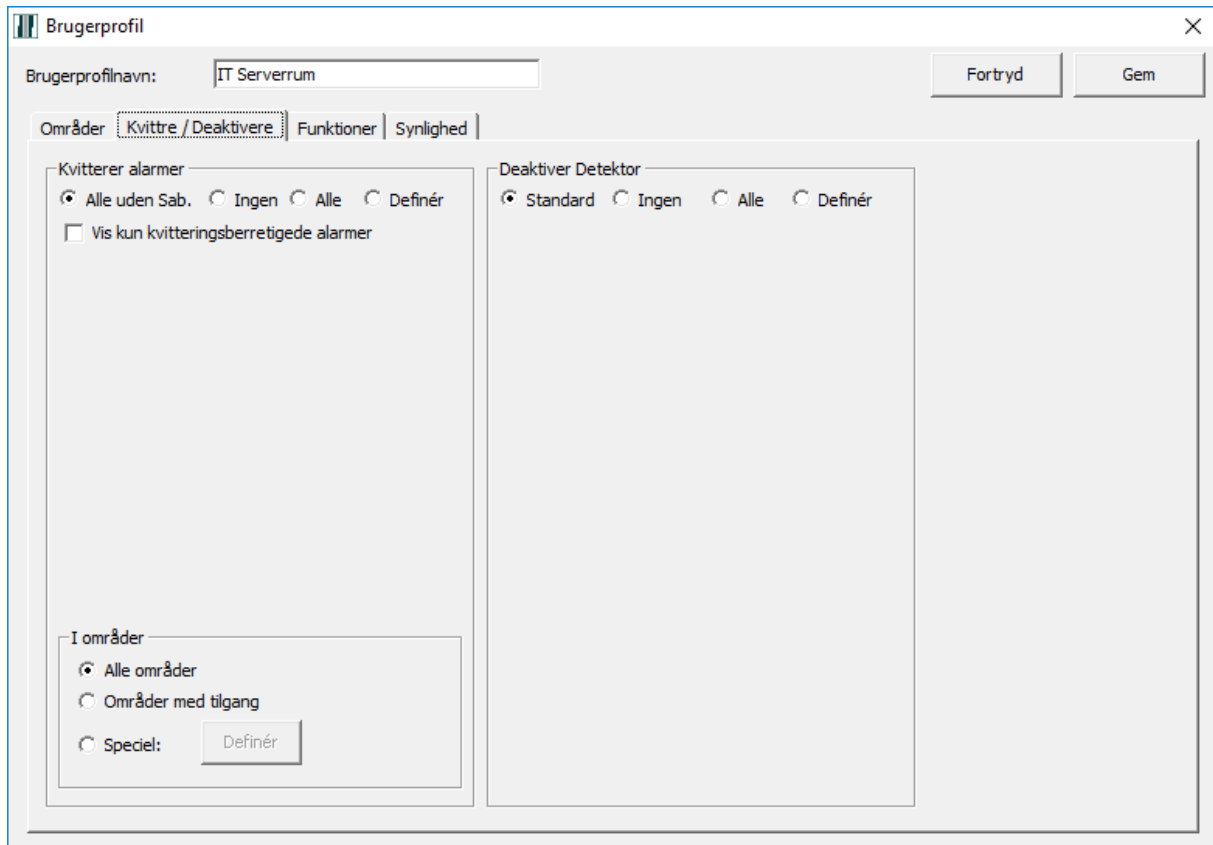 Brugerprofil
Brugerprofilnavn: IT Serverrum Fortryd Gem
Områder Kvittre / Deaktivere Funktioner Synlighed
Kvitterer alarmer
Alle uden Sab. Ingen Alle Definér
Vis kun kvitteringsberretigede alarmer
I områder
Alle områder
Områder med tilgang
Speciel: Definér
Deaktiver Detektor
Standard Ingen Alle Definér